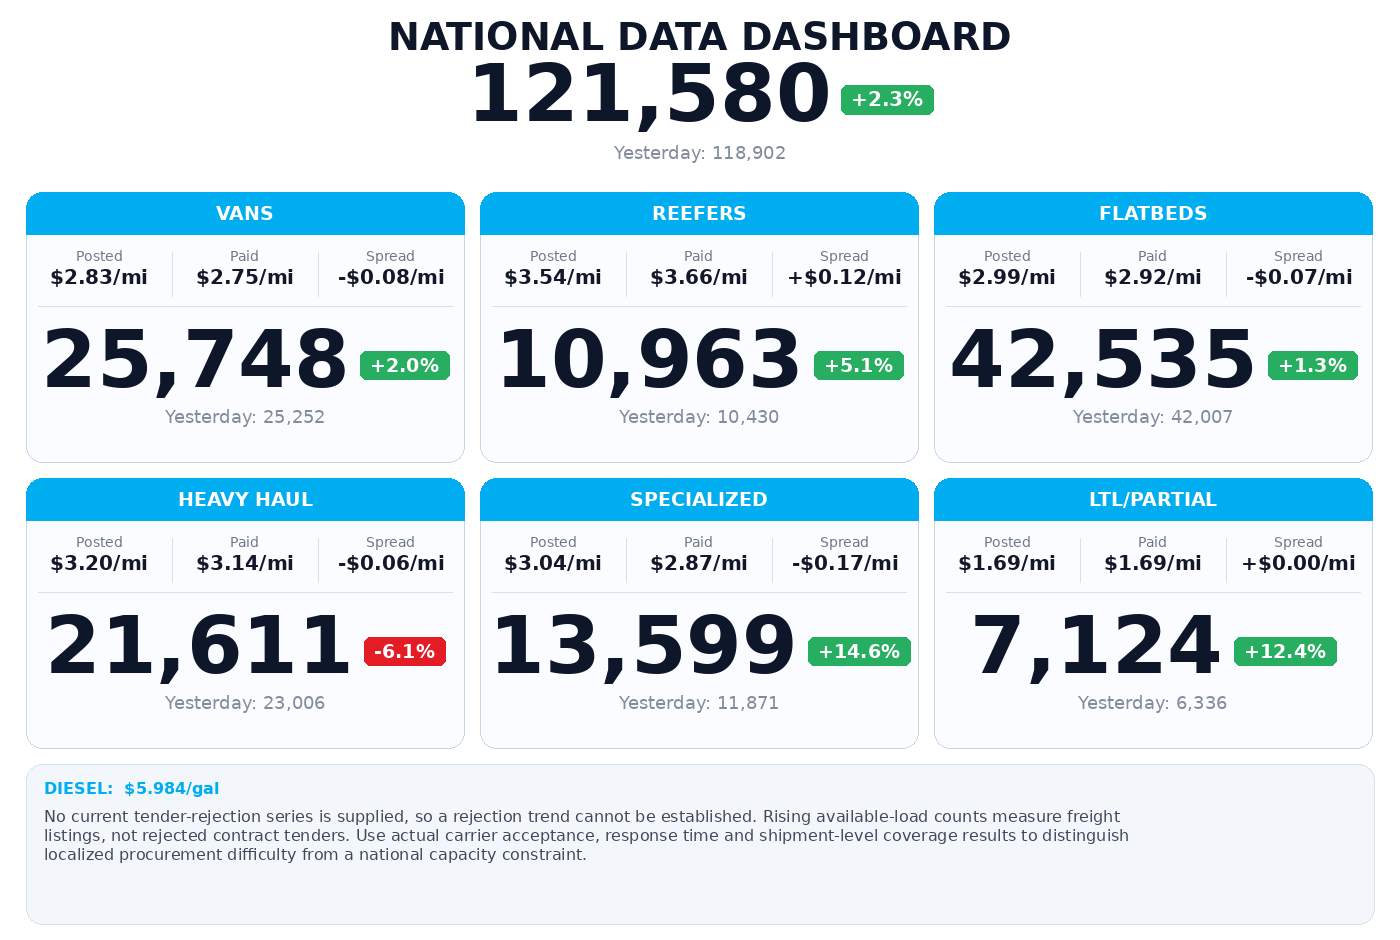 NATIONAL DATA DASHBOARD
121,580 +2.3%
Yesterday: 118,902
VANS
Posted Paid Spread
$2.83/mi $2.75/mi -$0.08/mi
25,748 +2.0%
Yesterday: 25,252
REEFERS
Posted Paid Spread
$3.54/mi $3.66/mi +$0.12/mi
10,963 +5.1%
Yesterday: 10,430
FLATBEDS
Posted Paid Spread
$2.99/mi $2.92/mi -$0.07/mi
42,535 +1.3%
Yesterday: 42,007
HEAVY HAUL
Posted Paid Spread
$3.20/mi $3.14/mi -$0.06/mi
21,611 -6.1%
Yesterday: 23,006
SPECIALIZED
Posted Paid Spread
$3.04/mi $2.87/mi -$0.17/mi
13,599 +14.6%
Yesterday: 11,871
LTL/PARTIAL
Posted Paid Spread
$1.69/mi $1.69/mi +$0.00/mi
7,124 +12.4%
Yesterday: 6,336
DIESEL: $5.984/gal
No current tender-rejection series is supplied, so a rejection trend cannot be established. Rising available-load counts measure freight
listings, not rejected contract tenders. Use actual carrier acceptance, response time and shipment-level coverage results to distinguish
localized procurement difficulty from a national capacity constraint.